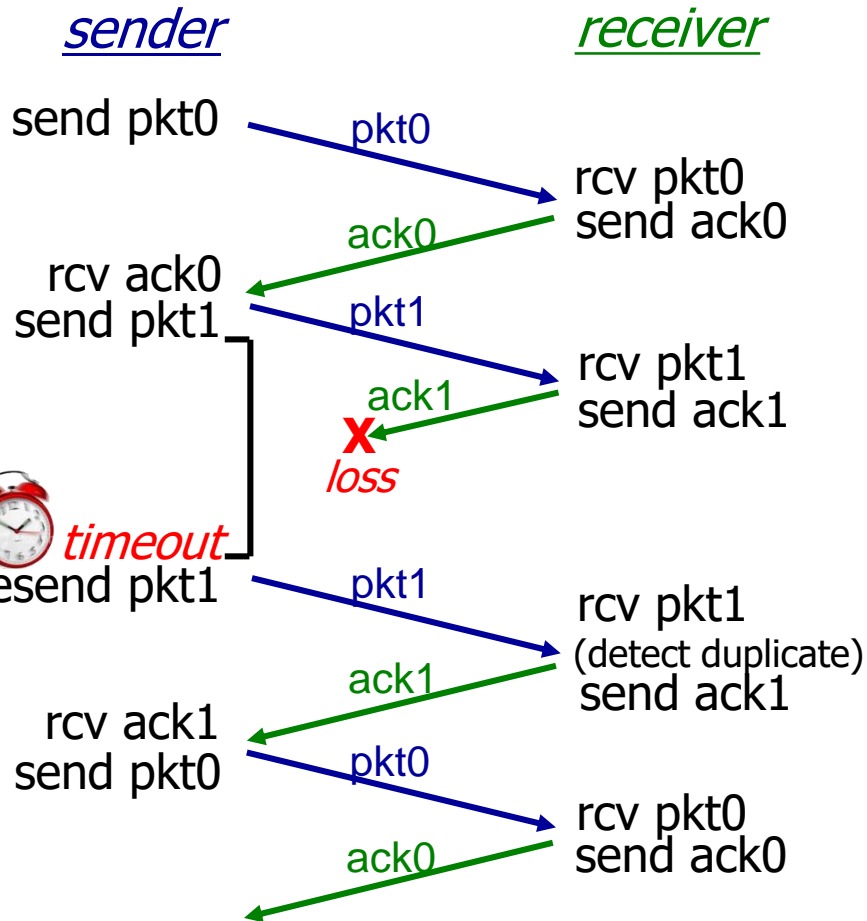 sender
receiver
send pkt0
pkt0
rcv pkt0
send ack0
ack0
rcv ack0
send pkt1
pkt1
rcv pkt1
send ack1
ack1
X
loss
timeout
esend pkt1
pkt1
rcv pkt1
(detect duplicate)
send ack1
ack1
rcv ack1
send pkt0
pkt0
rcv pkt0
send ack0
ack0